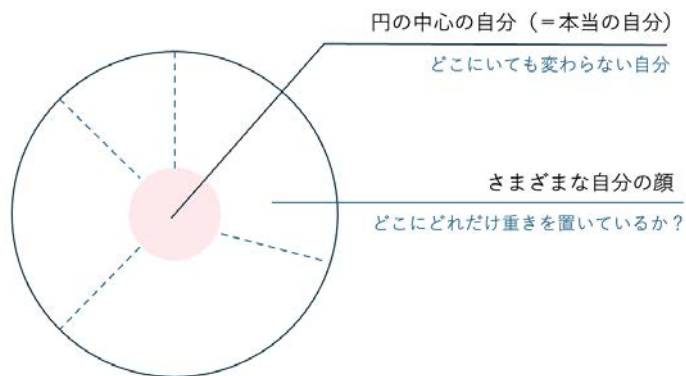 円の中心の自分（＝本当の自分）
どこにいても変わらない自分
さまざまな自分の顔
どこにどれだけ重きを置いているか？